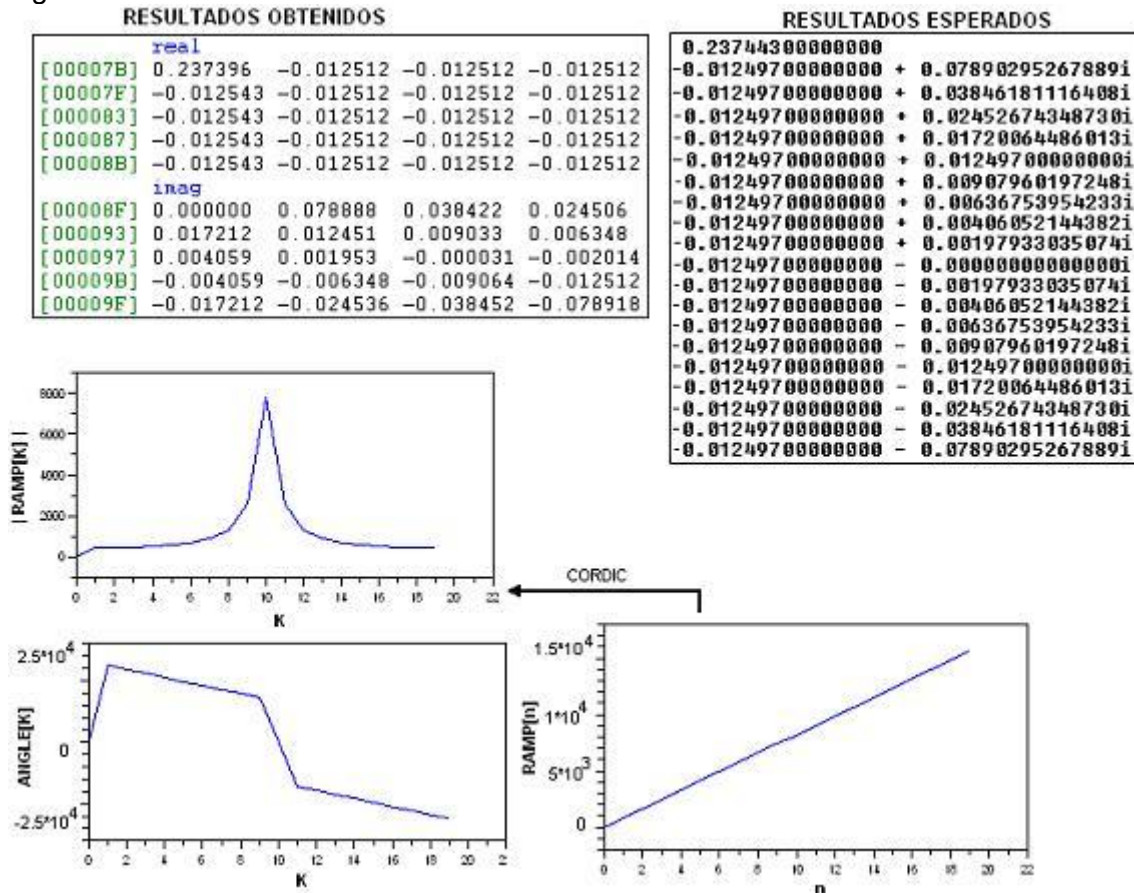 RESULTADOS OBTENIDOS
real
[00007B] 0.237396 -0.012512 -0.012512 -0.012512
[00007F] -0.012543 -0.012512 -0.012512 -0.012512
[000083] -0.012543 -0.012512 -0.012512 -0.012512
[000087] -0.012543 -0.012512 -0.012512 -0.012512
[00008B] -0.012543 -0.012512 -0.012512 -0.012512
imag
[00008F] 0.000000 0.078888 0.038422 0.024506
[000093] 0.017212 0.012451 0.009033 0.006348
[000097] 0.004059 0.001953 -0.000031 -0.002014
[00009B] -0.004059 -0.006348 -0.009064 -0.012512
[00009F] -0.017212 -0.024536 -0.038452 -0.078918
RESULTADOS ESPERADOS
0.23744300000000
-0.01249700000000 + 0.07890295267889i
-0.01249700000000 + 0.03846181116408i
-0.01249700000000 + 0.02452674348730i
-0.01249700000000 + 0.01720064486013i
-0.01249700000000 + 0.01249700000000i
-0.01249700000000 + 0.00907960197248i
-0.01249700000000 + 0.00636753954233i
-0.01249700000000 + 0.00406052144382i
-0.01249700000000 + 0.00197933035074i
-0.01249700000000 - 0.00000000000000i
-0.01249700000000 - 0.00197933035074i
-0.01249700000000 - 0.00406052144382i
-0.01249700000000 - 0.00636753954233i
-0.01249700000000 - 0.00907960197248i
-0.01249700000000 - 0.01249700000000i
-0.01249700000000 - 0.01720064486013i
-0.01249700000000 - 0.02452674348730i
-0.01249700000000 - 0.03846181116408i
-0.01249700000000 - 0.07890295267889i
|RAMP[K]|
8000
6000
4000
2000
0
0 2 4 6 8 10 12 14 16 18 20 22
K
CORDIC
ANGLE[K]
2.5*10^4
0
-2.5*10^4
0 2 4 6 8 10 12 14 16 18 20 2
K
RAMP[n]
1.5*10^4
1*10^4
5*10^3
0
0 2 4 6 8 10 12 14 16 18 20 22
n